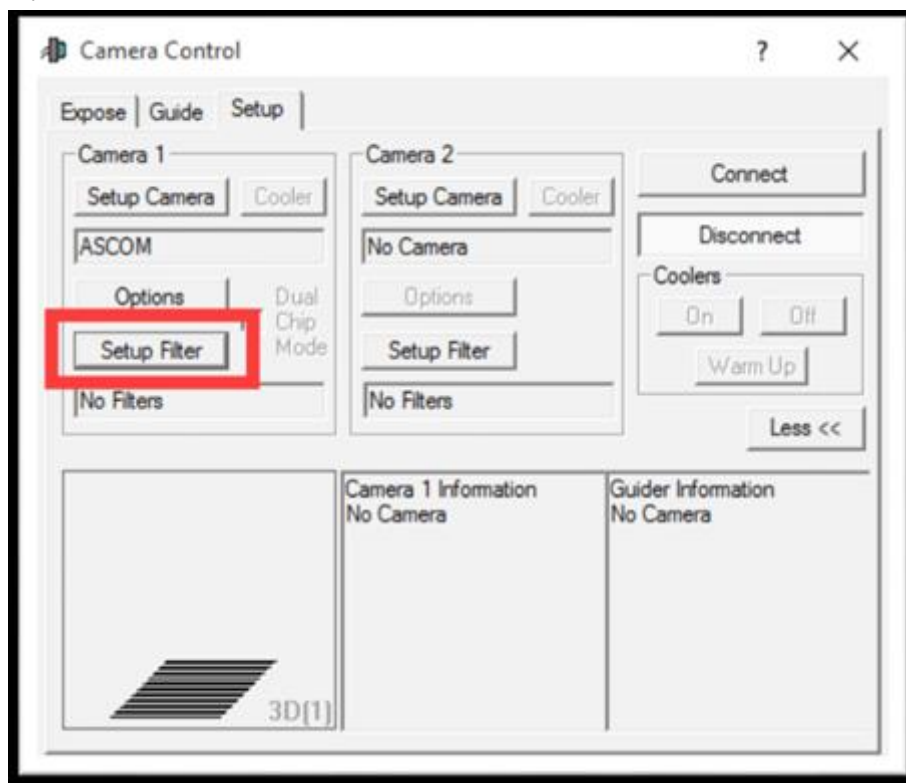 Camera Control ? ×
Expose Guide Setup
Camera 1
Setup Camera Cooler
ASCOM
Options Dual
Chip
Mode
Setup Filter
No Filters
Camera 2
Setup Camera Cooler
No Camera
Options
Setup Filter
No Filters
Connect
Disconnect
Coolers
On Off
Warm Up
Less <<
3D(1)
Camera 1 Information
No Camera
Guider Information
No Camera